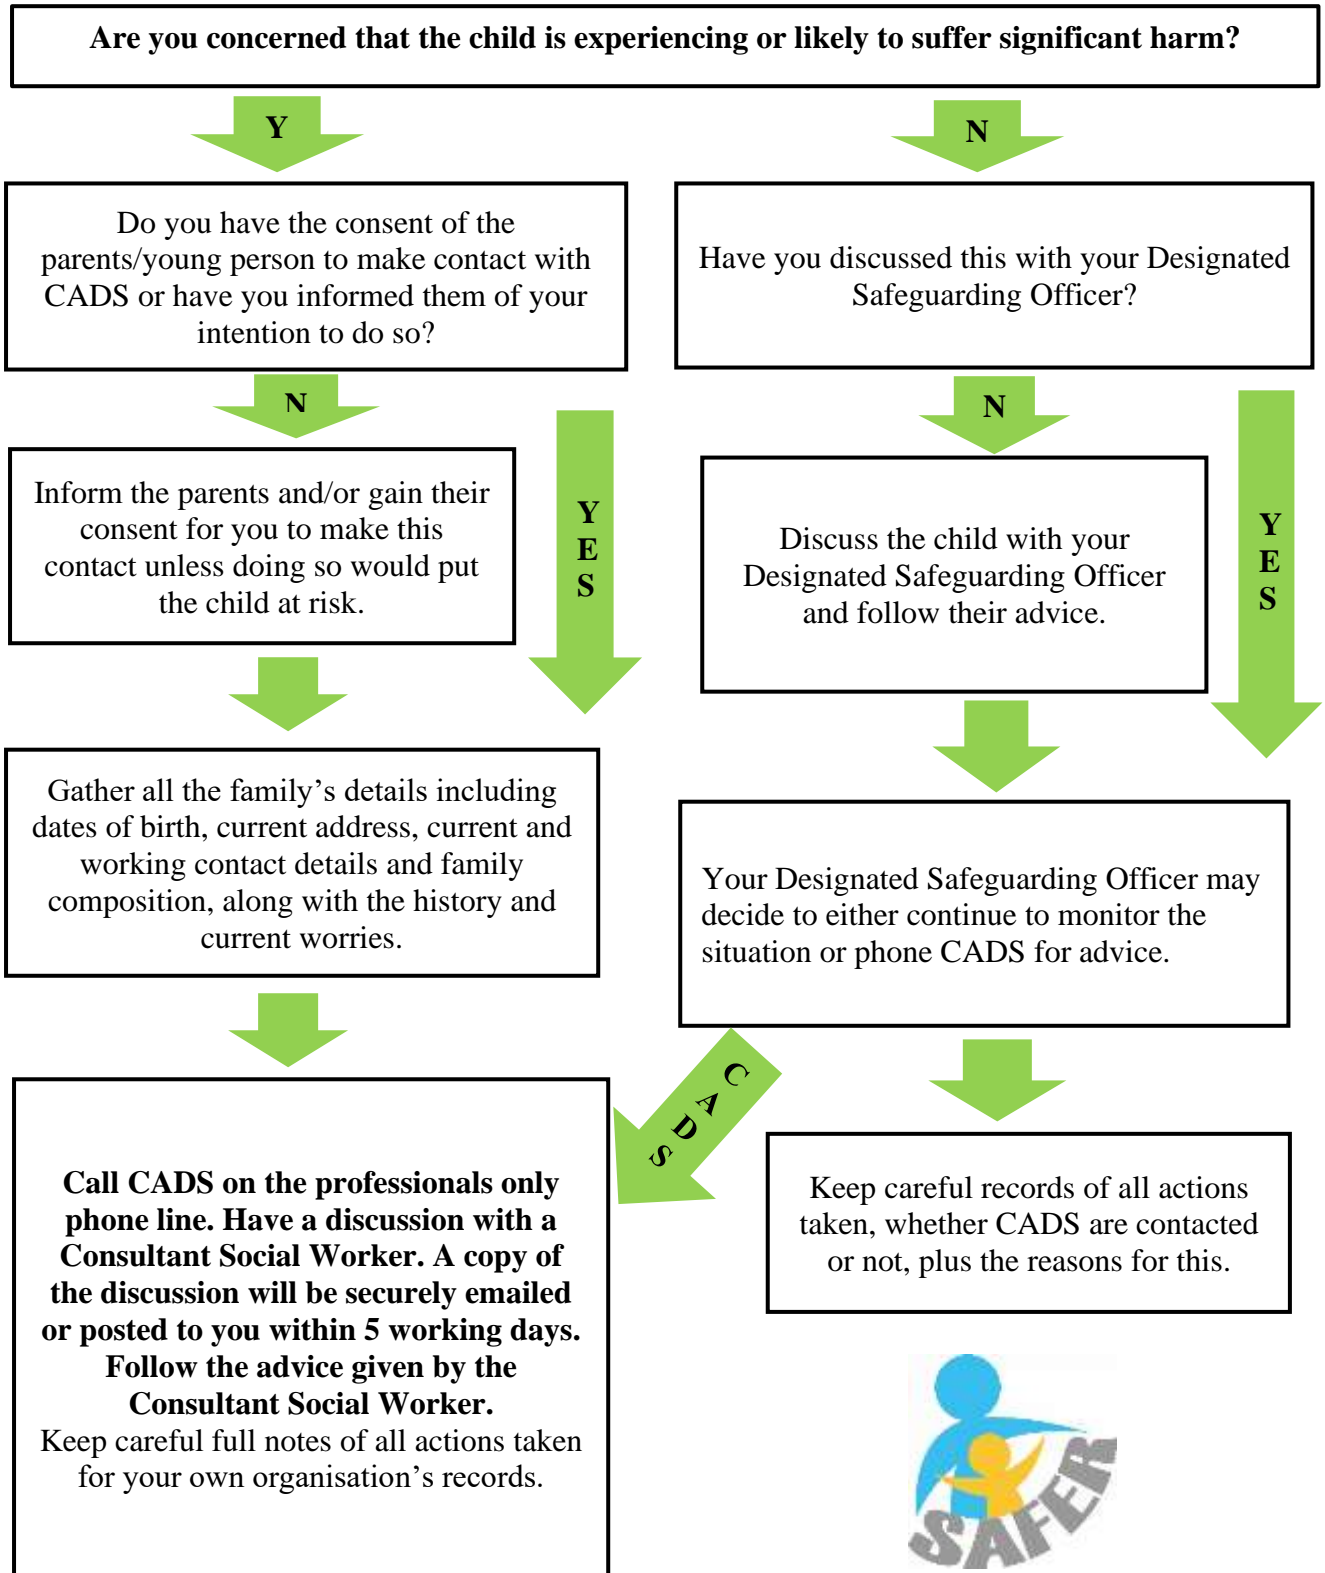 Are you concerned that the child is experiencing or likely to suffer significant harm?
Y
N
Do you have the consent of the
parents/young person to make contact with
CADS or have you informed them of your
intention to do so?
Have you discussed this with your Designated
Safeguarding Officer?
N
YES
N
YES
Inform the parents and/or gain their
consent for you to make this
contact unless doing so would put
the child at risk.
Discuss the child with your
Designated Safeguarding Officer
and follow their advice.
Gather all the family’s details including
dates of birth, current address, current and
working contact details and family
composition, along with the history and
current worries.
Your Designated Safeguarding Officer may
decide to either continue to monitor the
situation or phone CADS for advice.
CADS
Call CADS on the professionals only
phone line. Have a discussion with a
Consultant Social Worker. A copy of
the discussion will be securely emailed
or posted to you within 5 working days.
Follow the advice given by the
Consultant Social Worker.
Keep careful full notes of all actions taken
for your own organisation’s records.
Keep careful records of all actions
taken, whether CADS are contacted
or not, plus the reasons for this.
SAFER